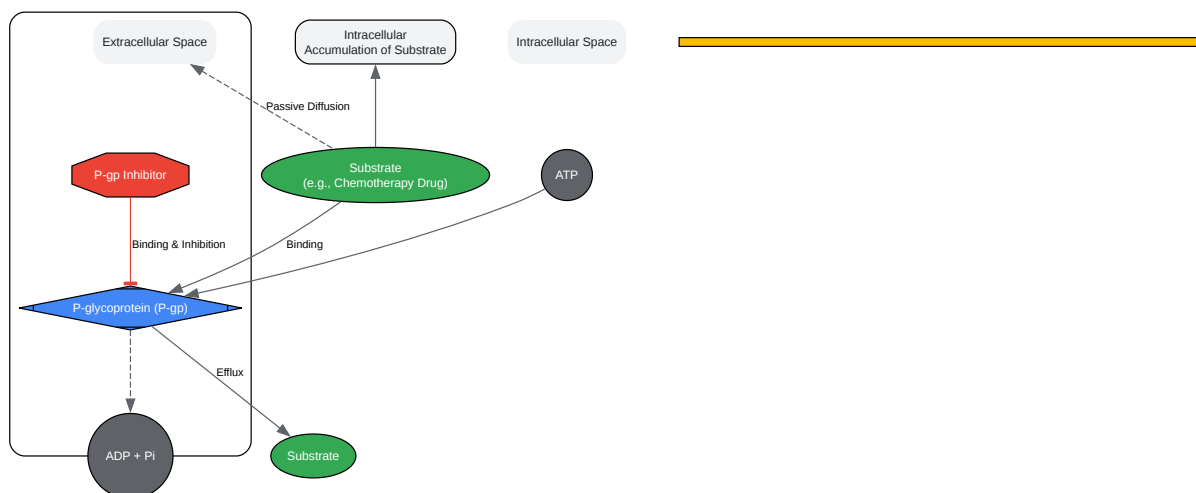 Extracellular Space
Intracellular
Accumulation of Substrate
Intracellular Space
Passive Diffusion
P-gp Inhibitor
Substrate
(e.g., Chemotherapy Drug)
ATP
Binding & Inhibition
Binding
P-glycoprotein (P-gp)
Efflux
ADP + Pi
Substrate